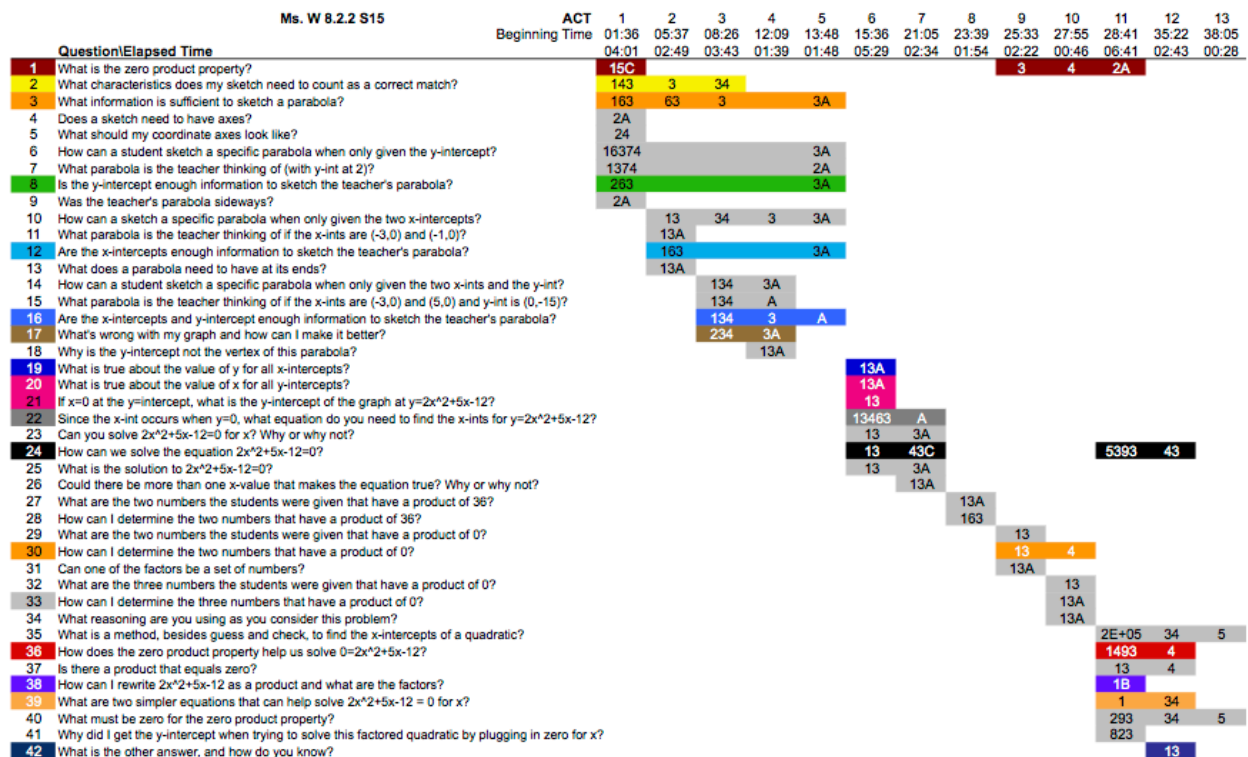 Ms. W 8.2.2 S15 ACT 1 2 3 4 5 6 7 8 9 10 11 12 13
Beginning Time 01:36 05:37 08:26 12:09 13:48 15:36 21:05 23:39 25:33 27:55 28:41 35:22 38:05
Question\Elapsed Time 04:01 02:49 03:43 01:39 01:48 05:29 02:34 01:54 02:22 00:46 06:41 02:43 00:28
1 What is the zero product property? 15C 3 4 2A
2 What characteristics does my sketch need to count as a correct match? 143 3 34
3 What information is sufficient to sketch a parabola? 163 63 3 3A
4 Does a sketch need to have axes? 2A
5 What should my coordinate axes look like? 24
6 How can a student sketch a specific parabola when only given the y-intercept? 16374 3A
7 What parabola is the teacher thinking of (with y-int at 2)? 1374 2A
8 Is the y-intercept enough information to sketch the teacher's parabola? 263 3A
9 Was the teacher's parabola sideways? 2A
10 How can a sketch a specific parabola when only given the two x-intercepts? 13 34 3 3A
11 What parabola is the teacher thinking of if the x-ints are (-3,0) and (-1,0)? 13A
12 Are the x-intercepts enough information to sketch the teacher's parabola? 163 3A
13 What does a parabola need to have at its ends? 13A
14 How can a student sketch a specific parabola when only given the two x-ints and the y-int? 134 3A
15 What parabola is the teacher thinking of if the x-ints are (-3,0) and (5,0) and y-int is (0,-15)? 134 A
16 Are the x-intercepts and y-intercept enough information to sketch the teacher's parabola? 134 3 A
17 What's wrong with my graph and how can I make it better? 234 3A
18 Why is the y-intercept not the vertex of this parabola? 13A
19 What is true about the value of y for all x-intercepts? 13A
20 What is true about the value of x for all y-intercepts? 13A
21 If x=0 at the y=intercept, what is the y-intercept of the graph at y=2x^2+5x-12? 13
22 Since the x-int occurs when y=0, what equation do you need to find the x-ints for y=2x^2+5x-12? 13463 A
23 Can you solve 2x^2+5x-12=0 for x? Why or why not? 13 3A
24 How can we solve the equation 2x^2+5x-12=0? 13 43C 5393 43
25 What is the solution to 2x^2+5x-12=0? 13 3A
26 Could there be more than one x-value that makes the equation true? Why or why not? 13A
27 What are the two numbers the students were given that have a product of 36? 13A
28 How can I determine the two numbers that have a product of 36? 163
29 What are the two numbers the students were given that have a product of 0? 13
30 How can I determine the two numbers that have a product of 0? 13 4
31 Can one of the factors be a set of numbers? 13A
32 What are the three numbers the students were given that have a product of 0? 13
33 How can I determine the three numbers that have a product of 0? 13A
34 What reasoning are you using as you consider this problem? 13A
35 What is a method, besides guess and check, to find the x-intercepts of a quadratic? 2E+05 34 5
36 How does the zero product property help us solve 0=2x^2+5x-12? 1493 4
37 Is there a product that equals zero? 13 4
38 How can I rewrite 2x^2+5x-12 as a product and what are the factors? 1B
39 What are two simpler equations that can help solve 2x^2+5x-12 = 0 for x? 1 34
40 What must be zero for the zero product property? 293 34 5
41 Why did I get the y-intercept when trying to solve this factored quadratic by plugging in zero for x? 823
42 What is the other answer, and how do you know? 13